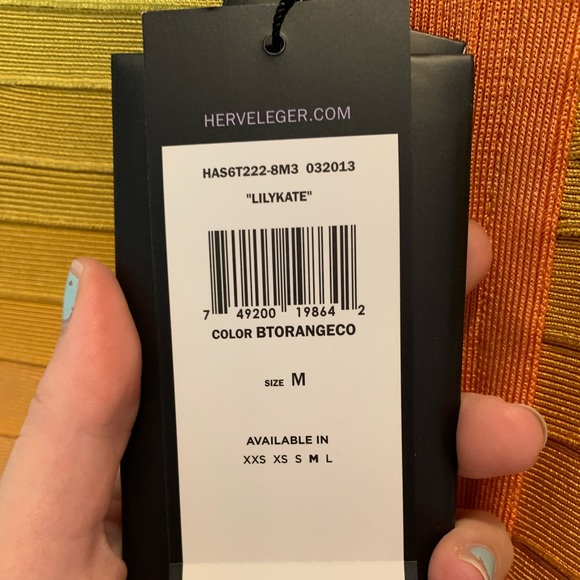 HERVELEGER.COM
HAS6T222-8M3 032013
"LILYKATE"
7 49200 19864 2
COLOR BTORANGECO
SIZE M
AVAILABLE IN
XXS XS S M L